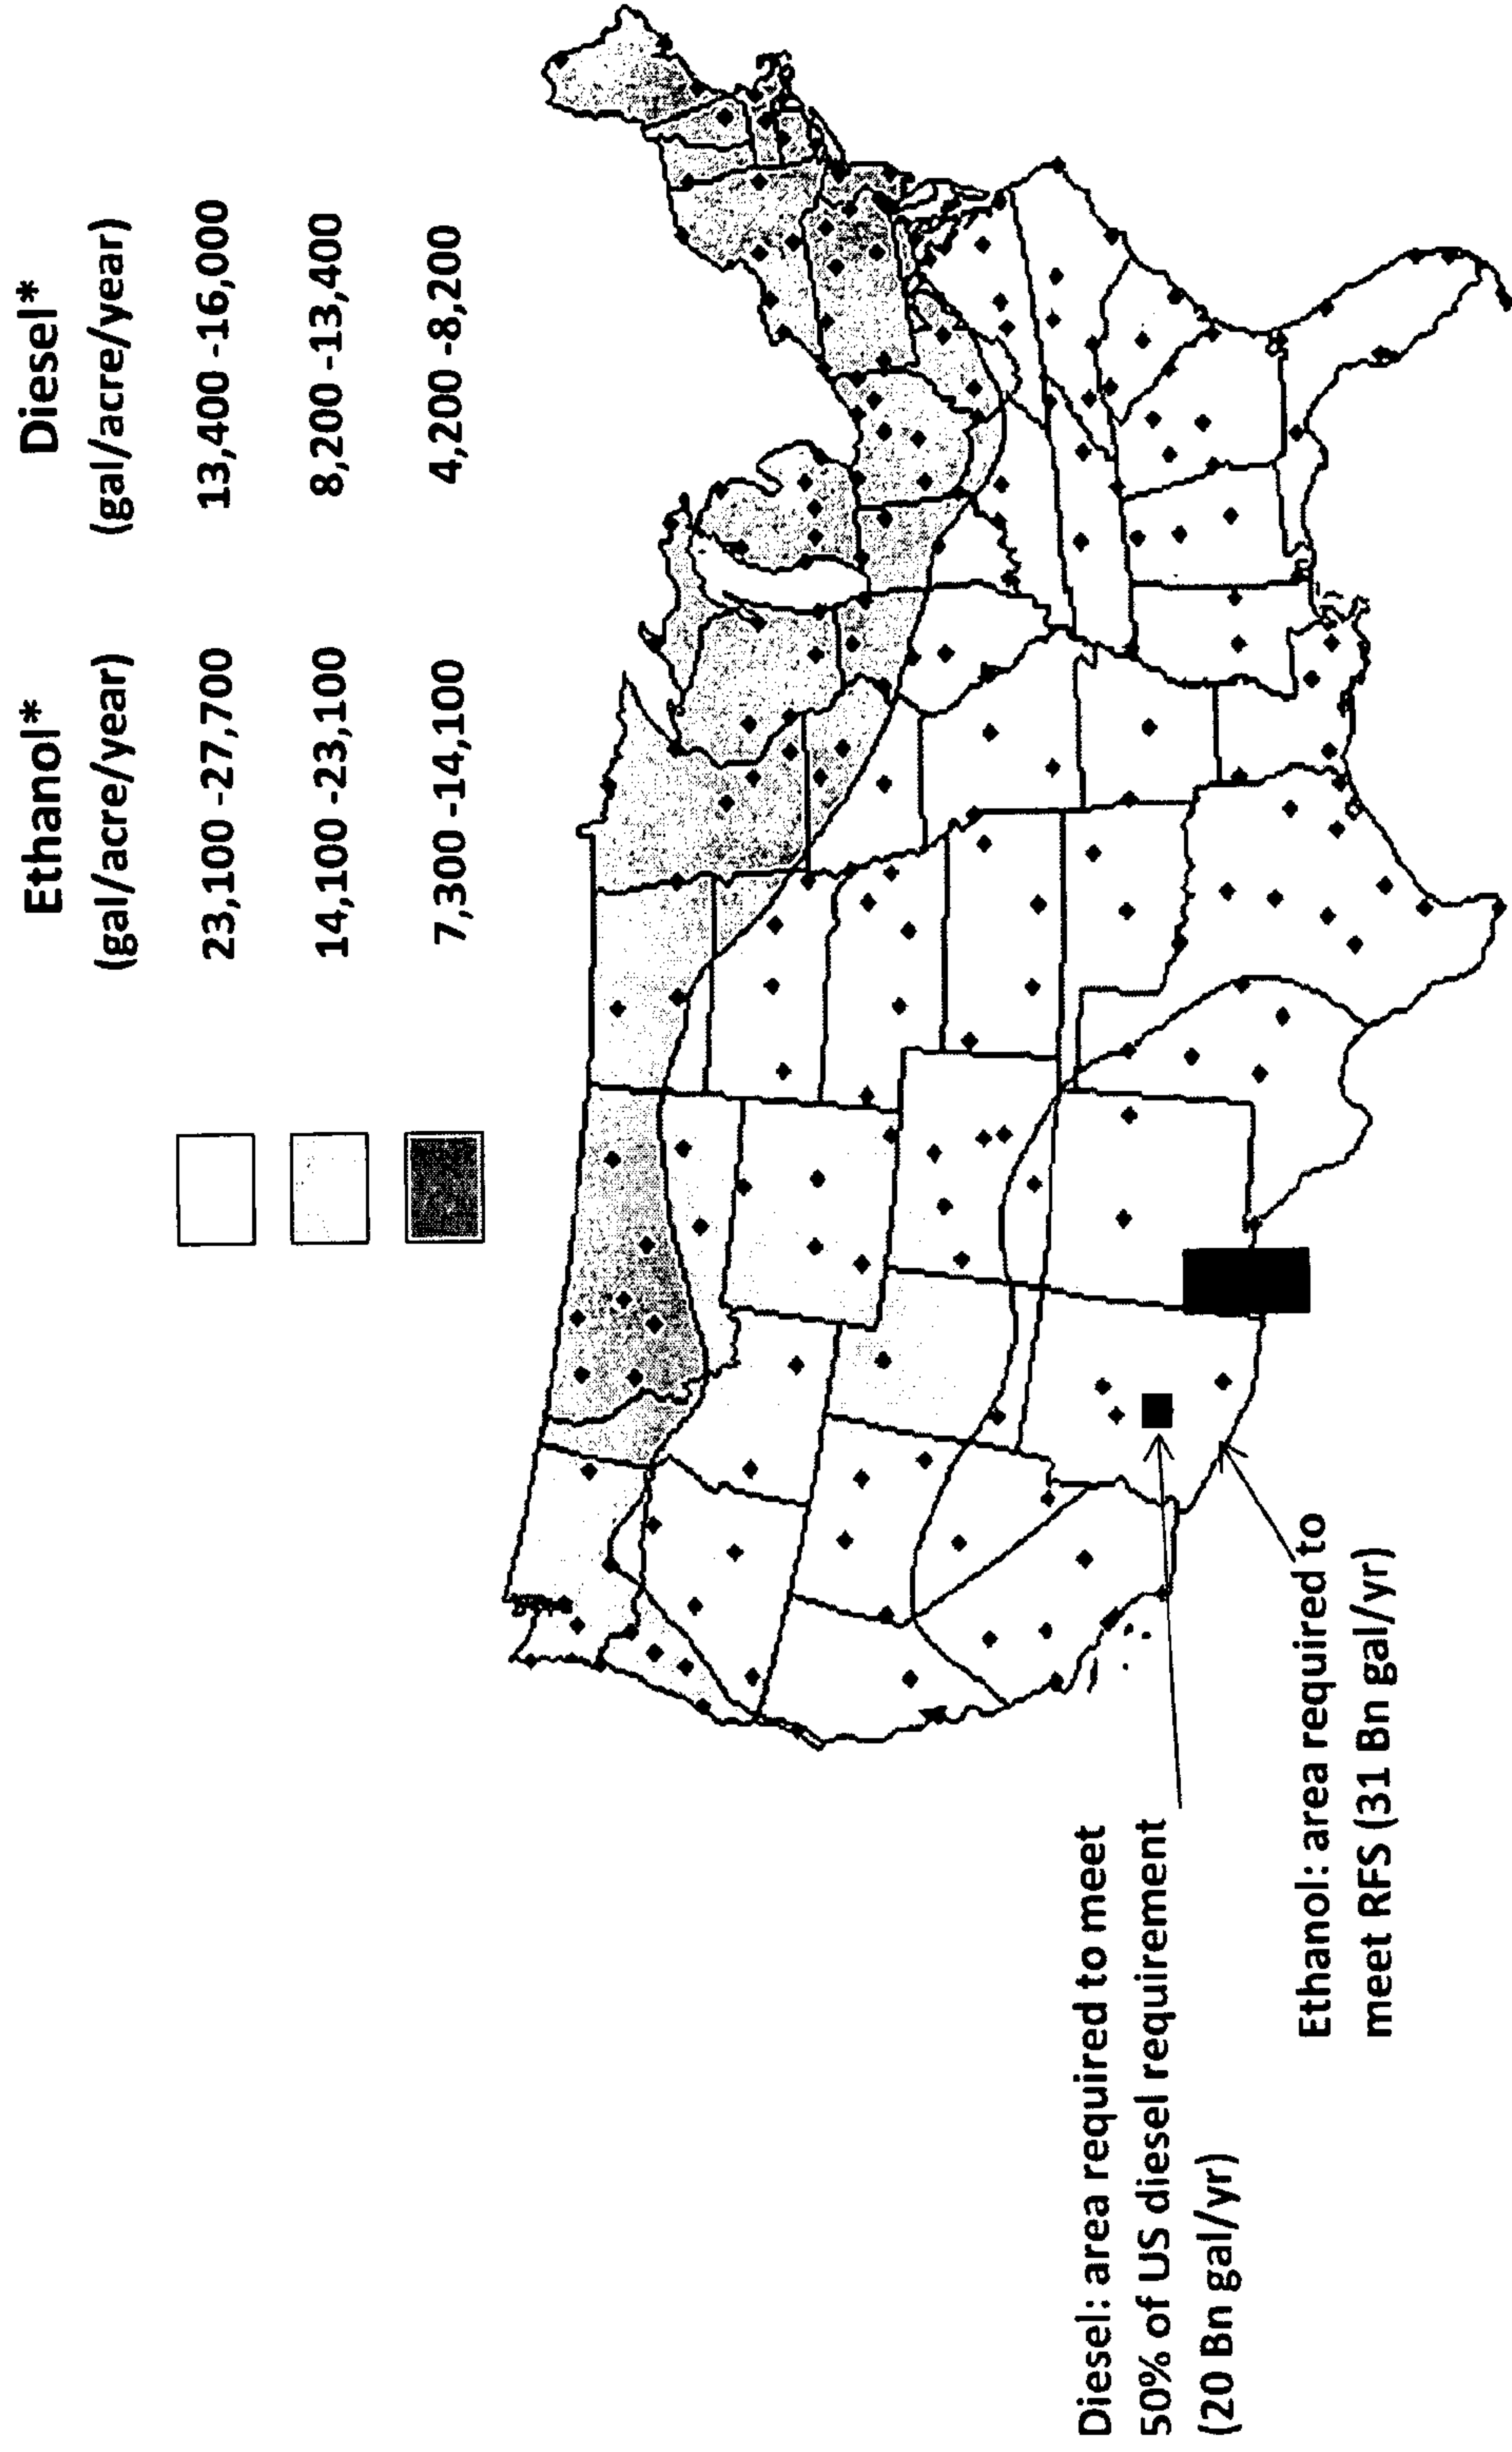 Ethanol*
(gal/acre/year)
23,100 -27,700
14,100 -23,100
7,300 -14,100
Diesel*
(gal/acre/year)
13,400 -16,000
8,200 -13,400
4,200 -8,200
Diesel: area required to meet
50% of US diesel requirement
(20 Bn gal/yr)
Ethanol: area required to
meet RFS (31 Bn gal/yr)